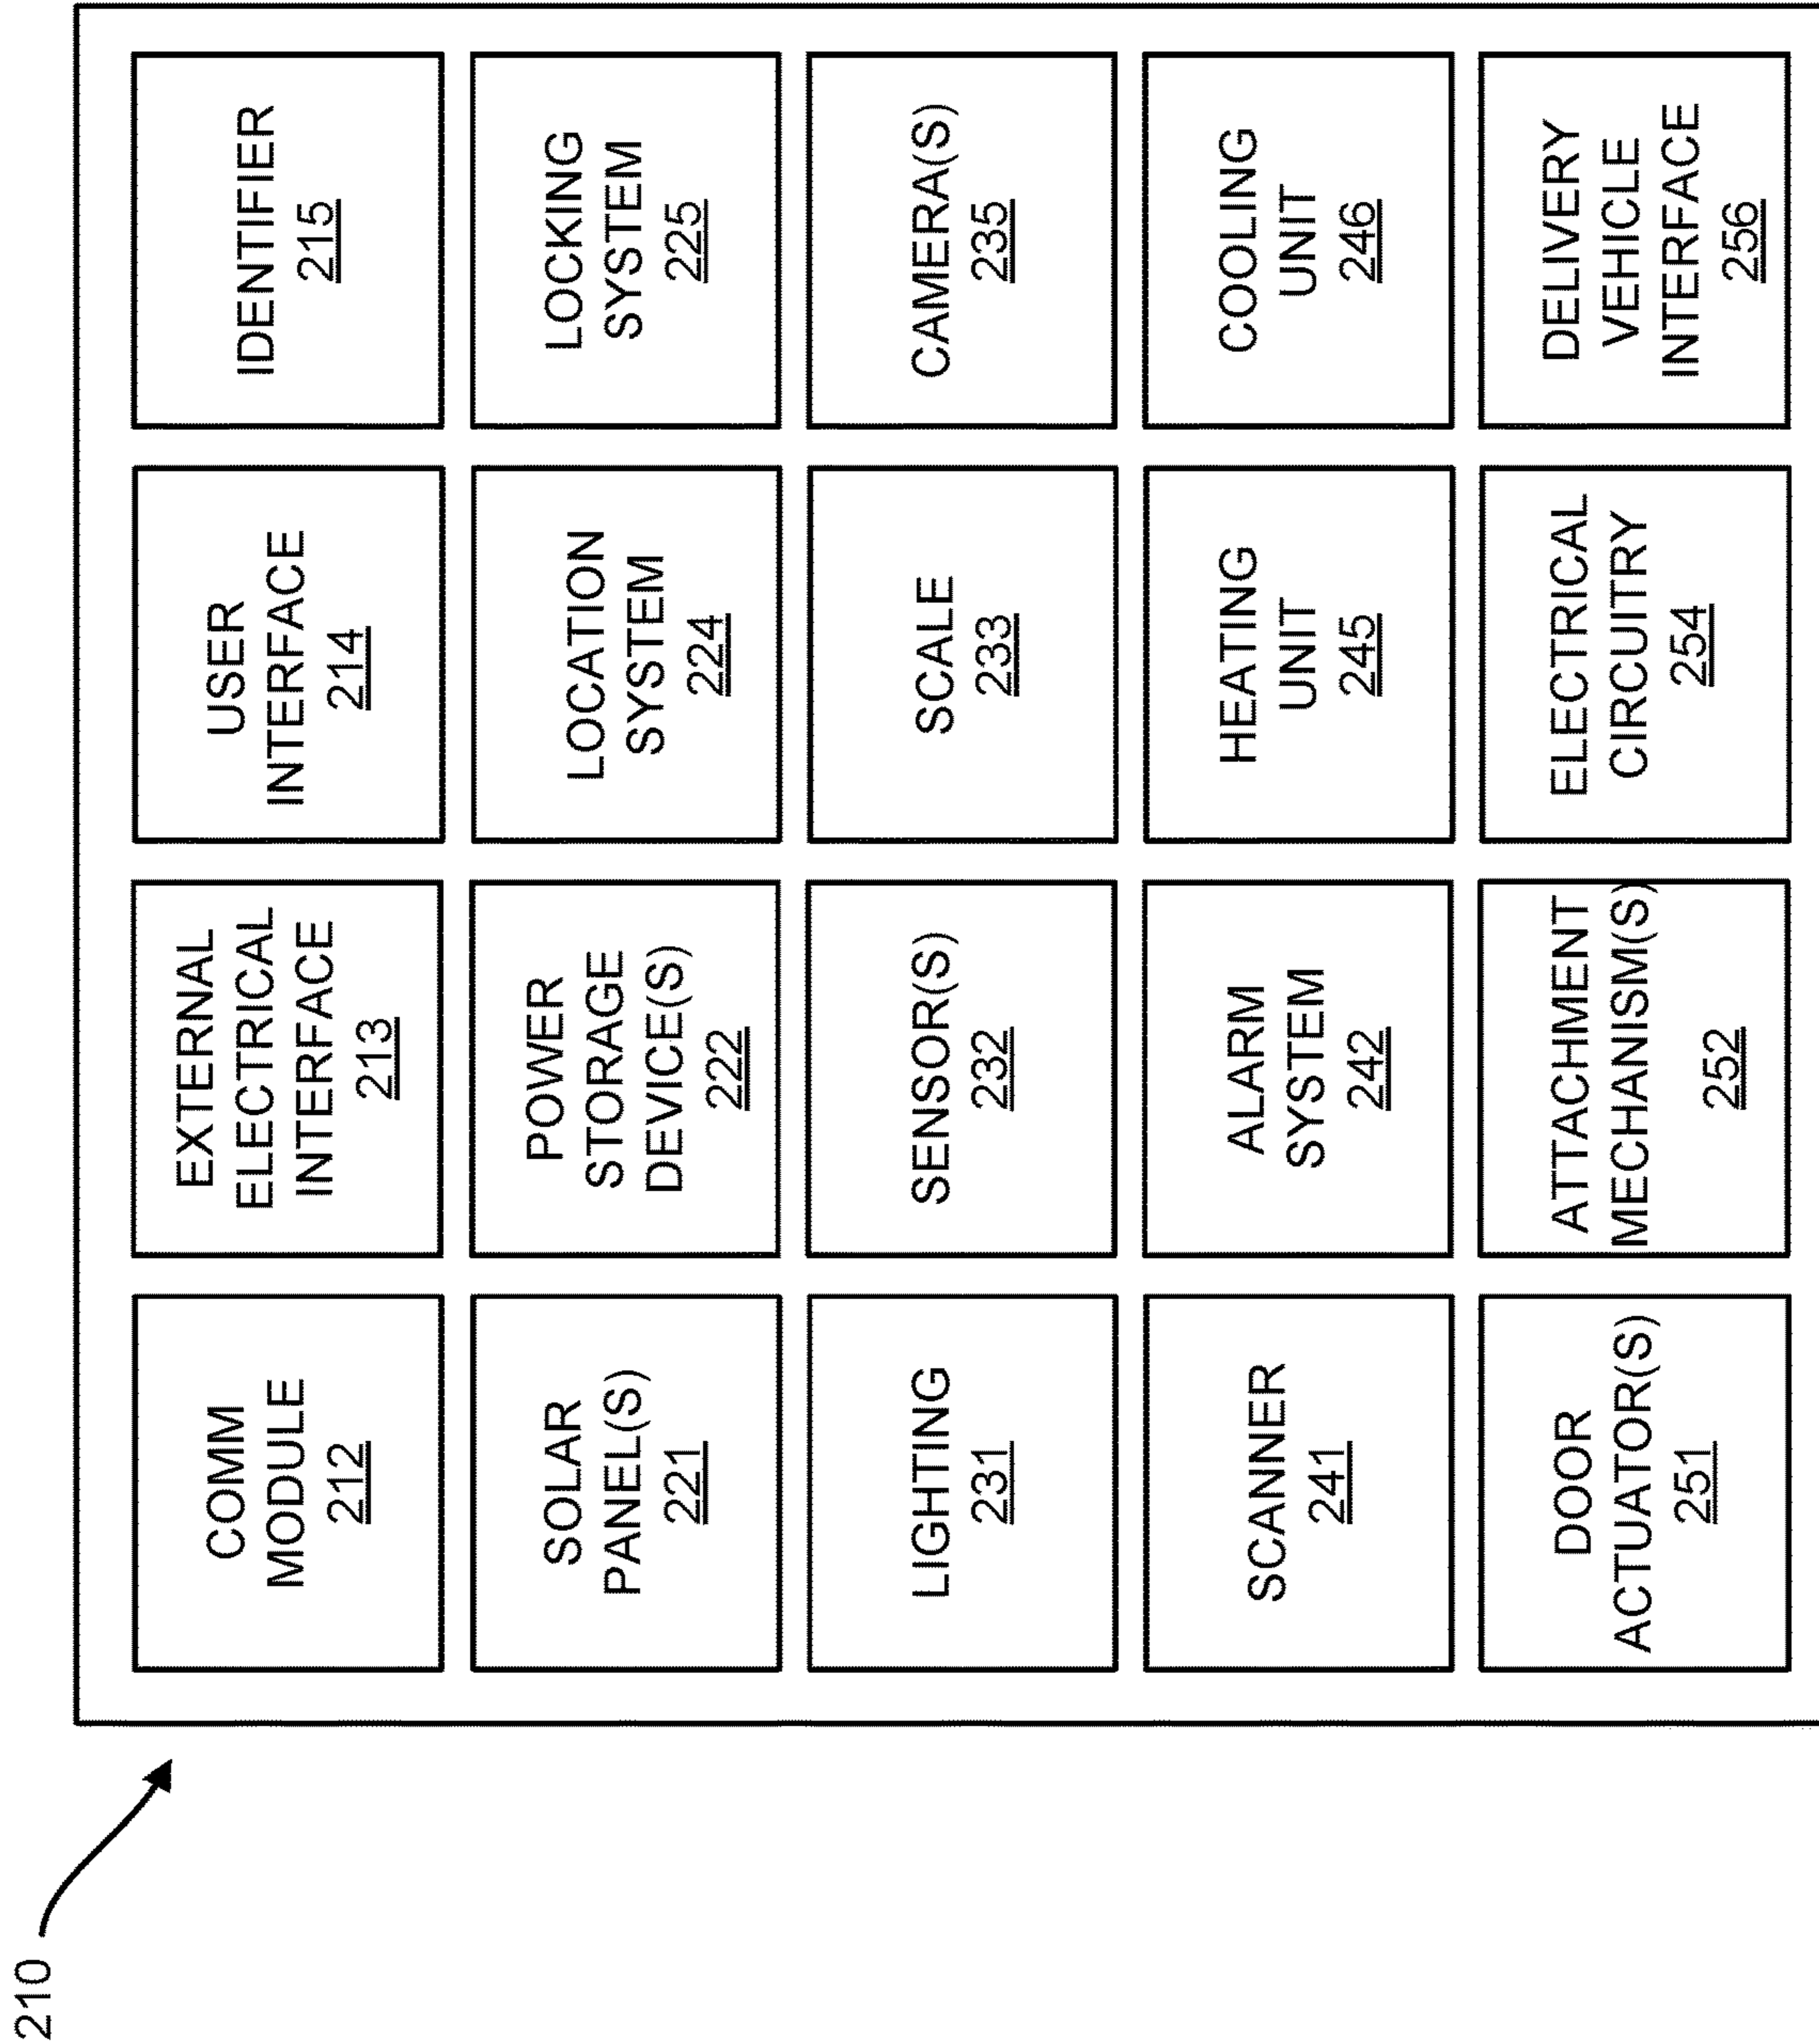 210
COMM
MODULE
212
EXTERNAL
ELECTRICAL
INTERFACE
213
USER
INTERFACE
214
IDENTIFIER
215
SOLAR
PANEL(S)
221
POWER
STORAGE
DEVICE(S)
222
LOCATION
SYSTEM
224
LOCKING
SYSTEM
225
LIGHTING
231
SENSOR(S)
232
SCALE
233
CAMERA(S)
235
SCANNER
241
ALARM
SYSTEM
242
HEATING
UNIT
245
COOLING
UNIT
246
DOOR
ACTUATOR(S)
251
ATTACHMENT
MECHANISM(S)
252
ELECTRICAL
CIRCUITRY
254
DELIVERY
VEHICLE
INTERFACE
256